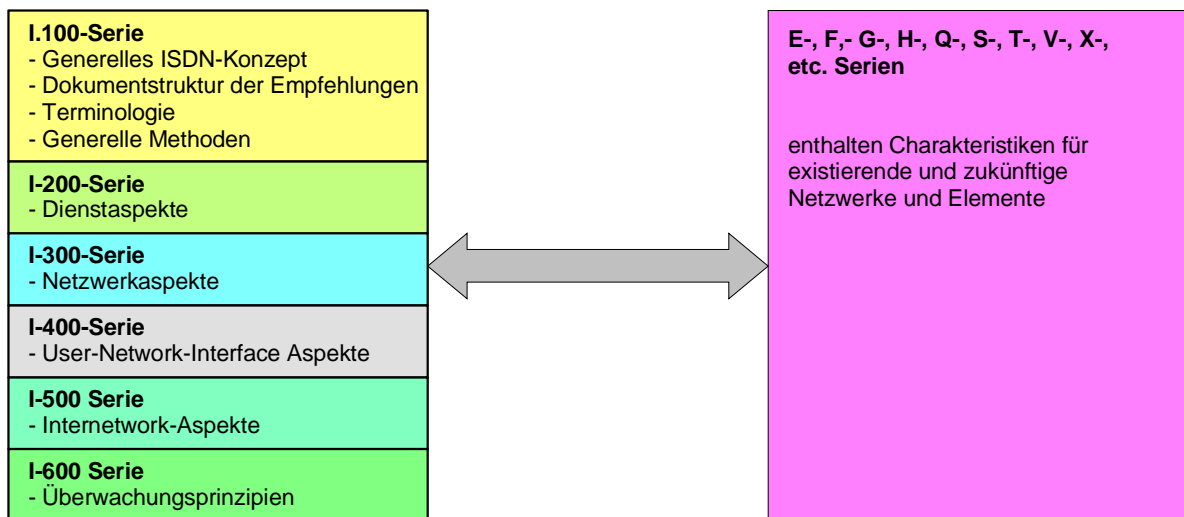 I.100-Serie
- Generelles ISDN-Konzept
- Dokumentstruktur der Empfehlungen
- Terminologie
- Generelle Methoden
I-200-Serie
- Dienstaspekte
I-300-Serie
- Netzwerkaspekte
I-400-Serie
- User-Network-Interface Aspekte
I-500 Serie
- Internetwork-Aspekte
I-600 Serie
- Überwachungsprinzipien
E-, F,- G-, H-, Q-, S-, T-, V-, X-,
etc. Serien
enthalten Charakteristiken für
existierende und zukünftige
Netzwerke und Elemente